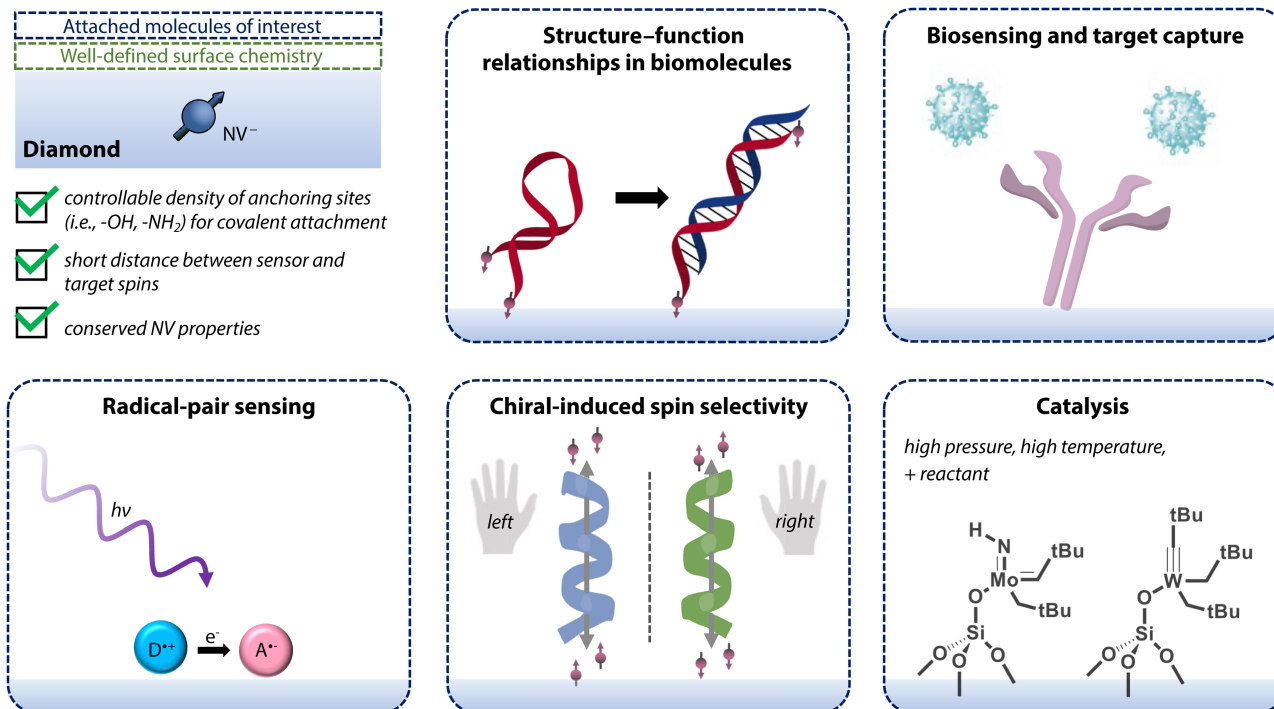 Attached molecules of interest
Well-defined surface chemistry
NV⁻
Diamond
controllable density of anchoring sites
(i.e., -OH, -NH₂) for covalent attachment
short distance between sensor and
target spins
conserved NV properties
Structure–function
relationships in biomolecules
Biosensing and target capture
Radical-pair sensing
hν
D•+
e⁻
A•-
Chiral-induced spin selectivity
left
right
Catalysis
high pressure, high temperature,
+ reactant
H
N
tBu
Mo
O
tBu
Si
O
O
O
tBu
tBu
W
O
tBu
Si
O
O
O